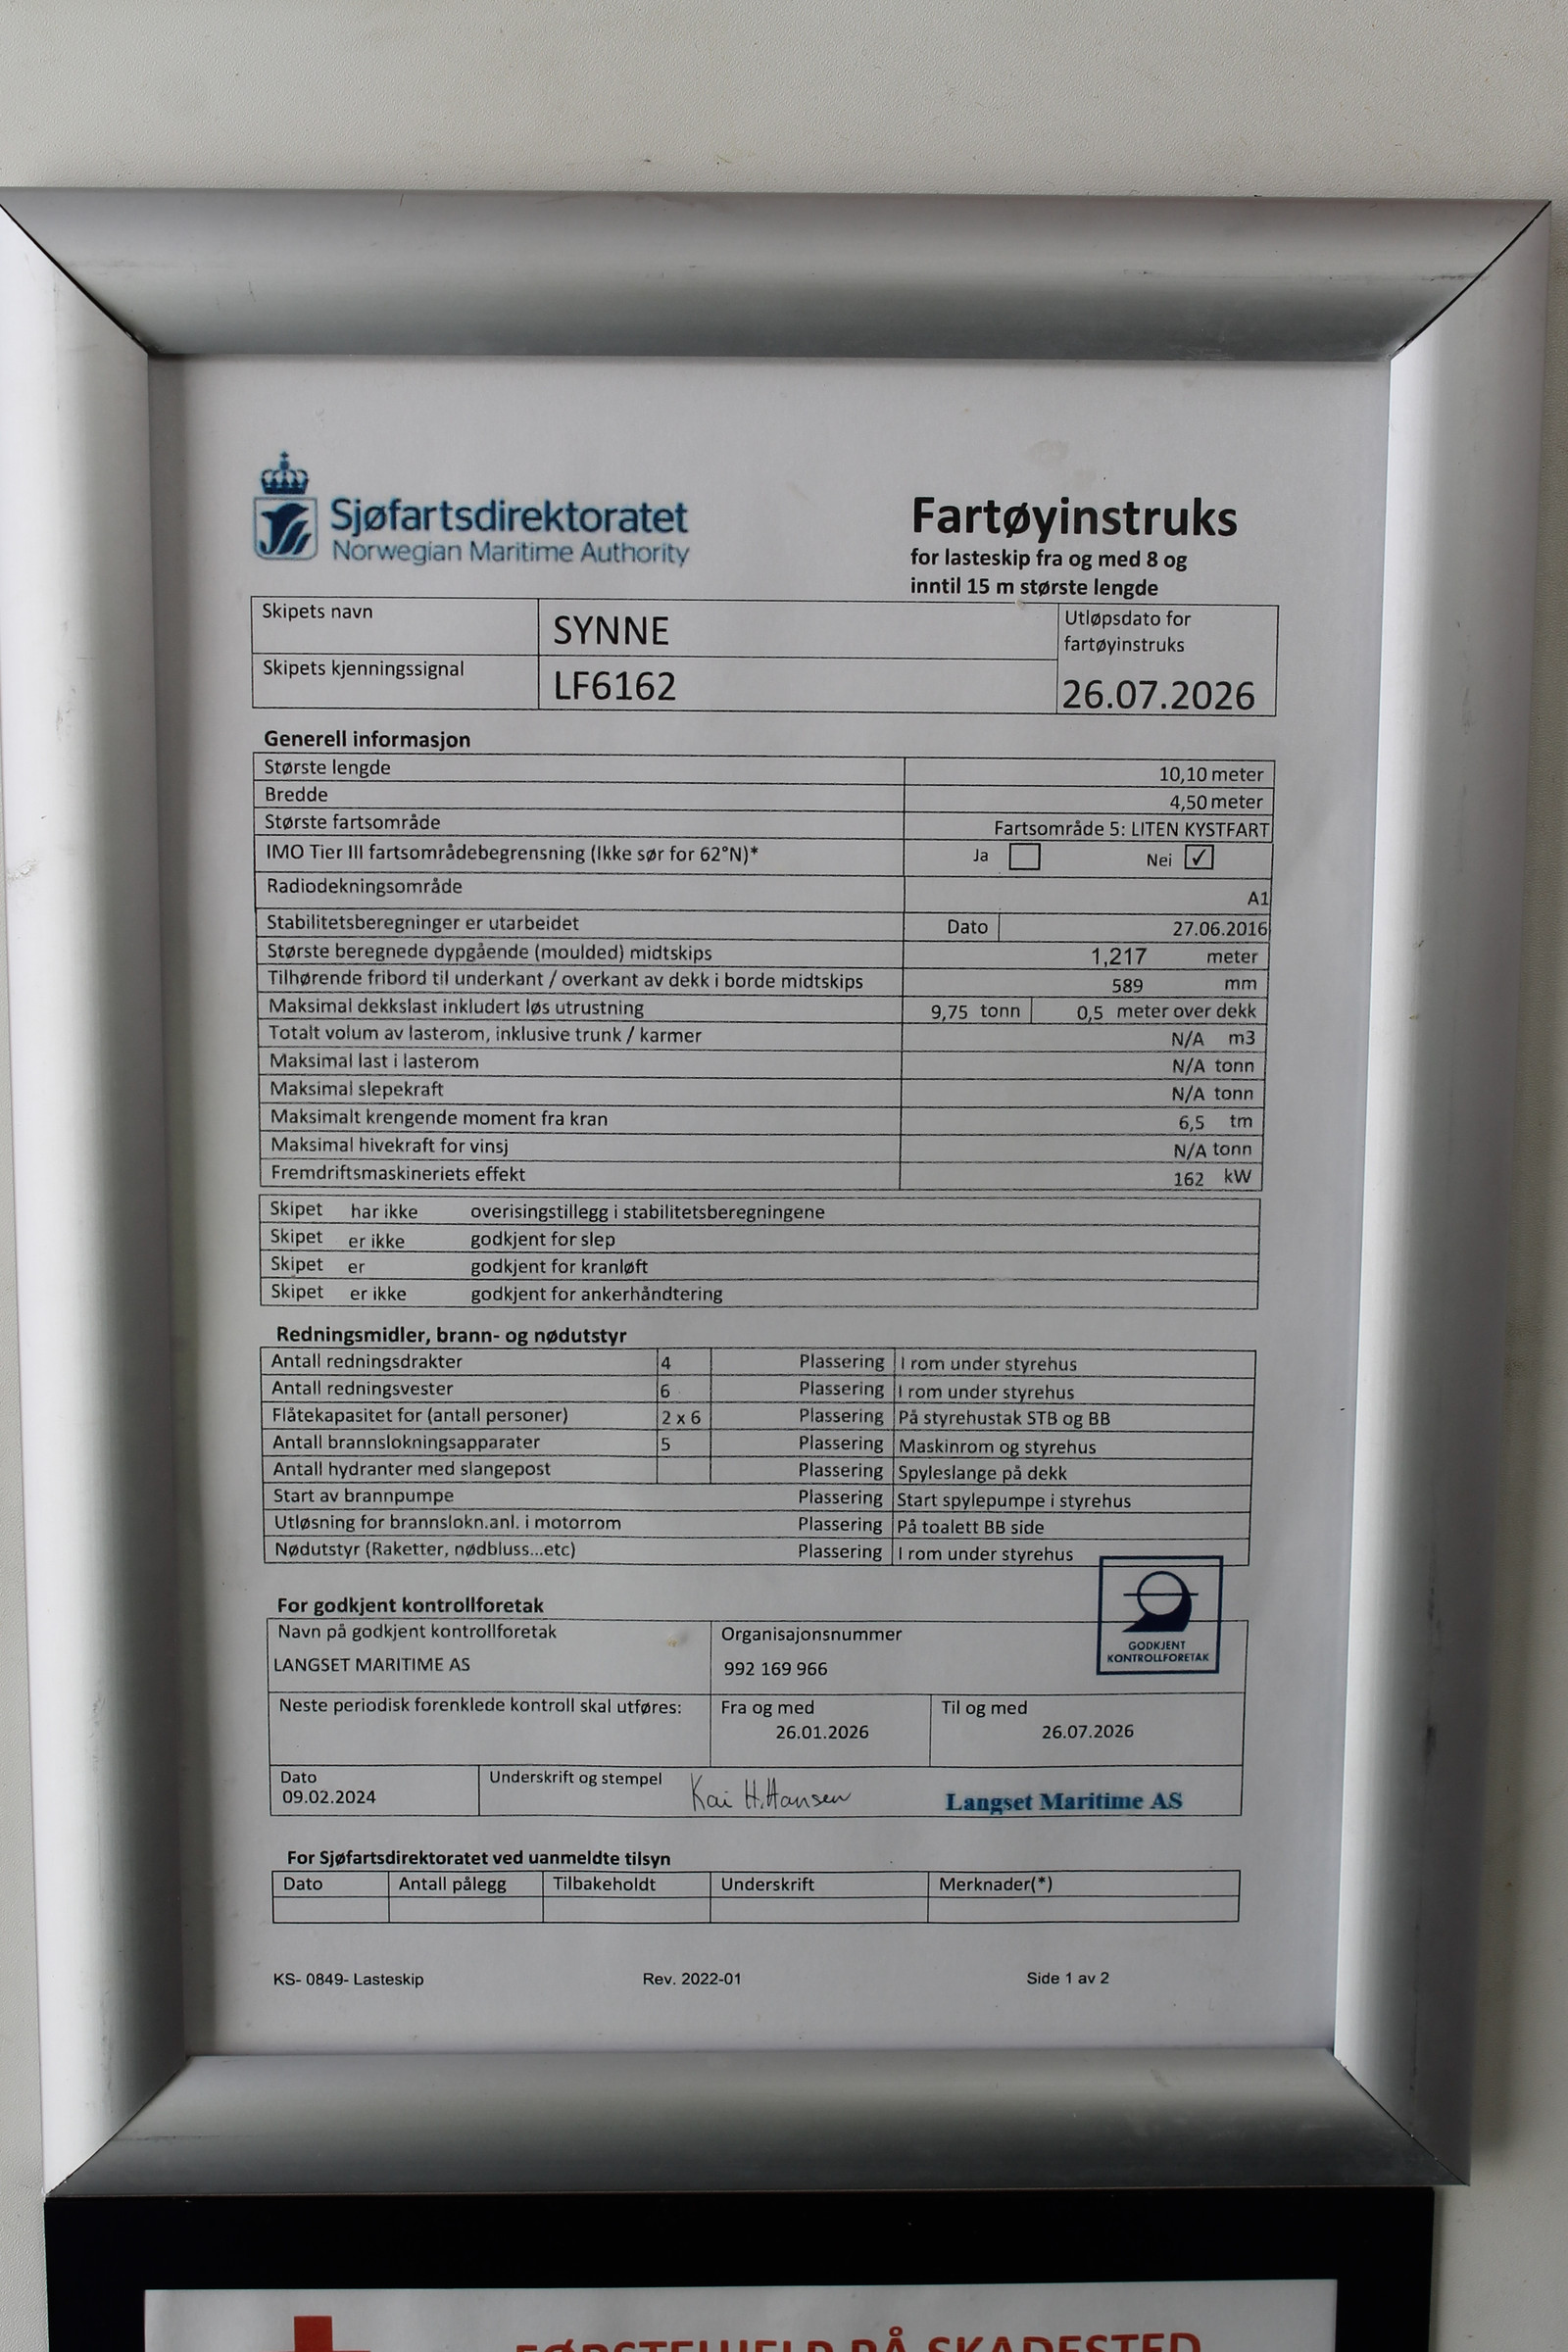 Sjøfartsdirektoratet
Norwegian Maritime Authority
Fartøyinstruks
for lasteskip fra og med 8 og
inntil 15 m største lengde
Skipets navn SYNNE
Utløpsdato for
fartøyinstruks
Skipets kjenningssignal LF6162 26.07.2026
Generell informasjon
Største lengde 10,10 meter
Bredde 4,50 meter
Største fartsområde Fartsområde 5: LITEN KYSTFART
IMO Tier III fartsområdebegrensning (Ikke sør for 62°N)* Ja Nei ✓
Radiodekningsområde A1
Stabilitetsberegninger er utarbeidet Dato 27.06.2016
Største beregnede dypgående (moulded) midtskips 1,217 meter
Tilhørende fribord til underkant / overkant av dekk i borde midtskips 589 mm
Maksimal dekkslast inkludert løs utrustning 9,75 tonn 0,5 meter over dekk
Totalt volum av lasterom, inklusive trunk / karmer N/A m3
Maksimal last i lasterom N/A tonn
Maksimal slepekraft N/A tonn
Maksimalt krengende moment fra kran 6,5 tm
Maksimal hivekraft for vinsj N/A tonn
Fremdriftsmaskineriets effekt 162 kW
Skipet har ikke overisingstillegg i stabilitetsberegningene
Skipet er ikke godkjent for slep
Skipet er godkjent for kranløft
Skipet er ikke godkjent for ankerhåndtering
Redningsmidler, brann- og nødutstyr
Antall redningsdrakter 4 Plassering I rom under styrehus
Antall redningsvester 6 Plassering I rom under styrehus
Flåtekapasitet for (antall personer) 2 x 6 Plassering På styrehustak STB og BB
Antall brannslokningsapparater 5 Plassering Maskinrom og styrehus
Antall hydranter med slangepost Plassering Spyleslange på dekk
Start av brannpumpe Plassering Start spylepumpe i styrehus
Utløsning for brannslokn.anl. i motorrom Plassering På toalett BB side
Nødutstyr (Raketter, nødbluss...etc) Plassering I rom under styrehus
For godkjent kontrollforetak
Navn på godkjent kontrollforetak Organisajonsnummer
LANGSET MARITIME AS 992 169 966
GODKJENT
KONTROLLFORETAK
Neste periodisk forenklede kontroll skal utføres: Fra og med Til og med
26.01.2026 26.07.2026
Dato Underskrift og stempel
09.02.2024 Kai H. Hansen Langset Maritime AS
For Sjøfartsdirektoratet ved uanmeldte tilsyn
Dato Antall pålegg Tilbakeholdt Underskrift Merknader(*)
KS- 0849- Lasteskip Rev. 2022-01 Side 1 av 2
FØRSTEHJELP PÅ SKADESTED